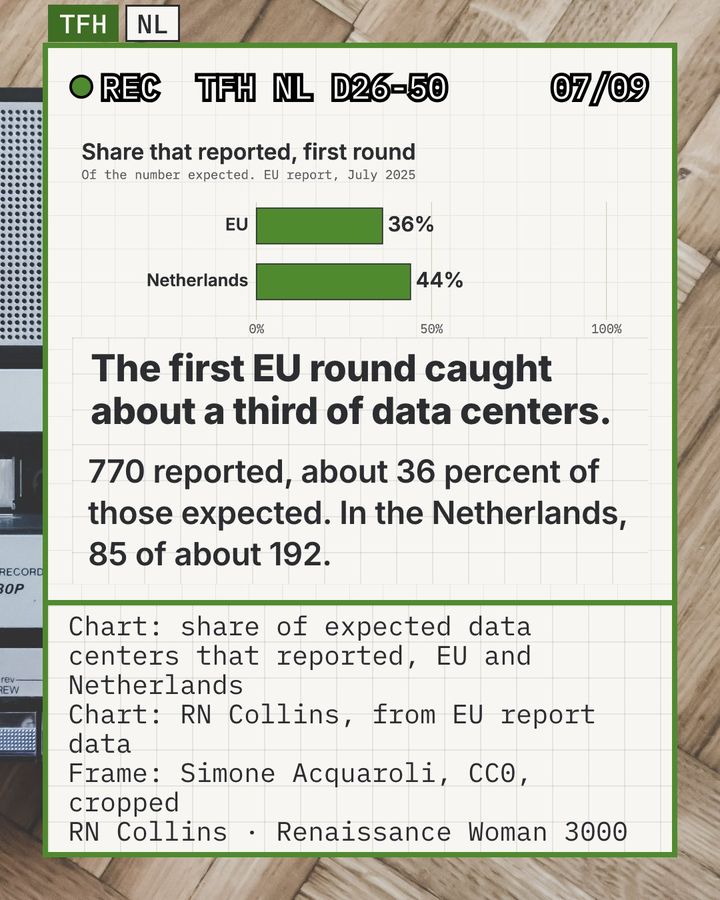 TFH NL
REC TFH NL D26-50 07/09
Share that reported, first round
Of the number expected. EU report, July 2025
EU 36%
Netherlands 44%
0% 50% 100%
The first EU round caught
about a third of data centers.
770 reported, about 36 percent of
those expected. In the Netherlands,
85 of about 192.
RECORD
80P
rev
REW
Chart: share of expected data
centers that reported, EU and
Netherlands
Chart: RN Collins, from EU report
data
Frame: Simone Acquaroli, CC0,
cropped
RN Collins · Renaissance Woman 3000